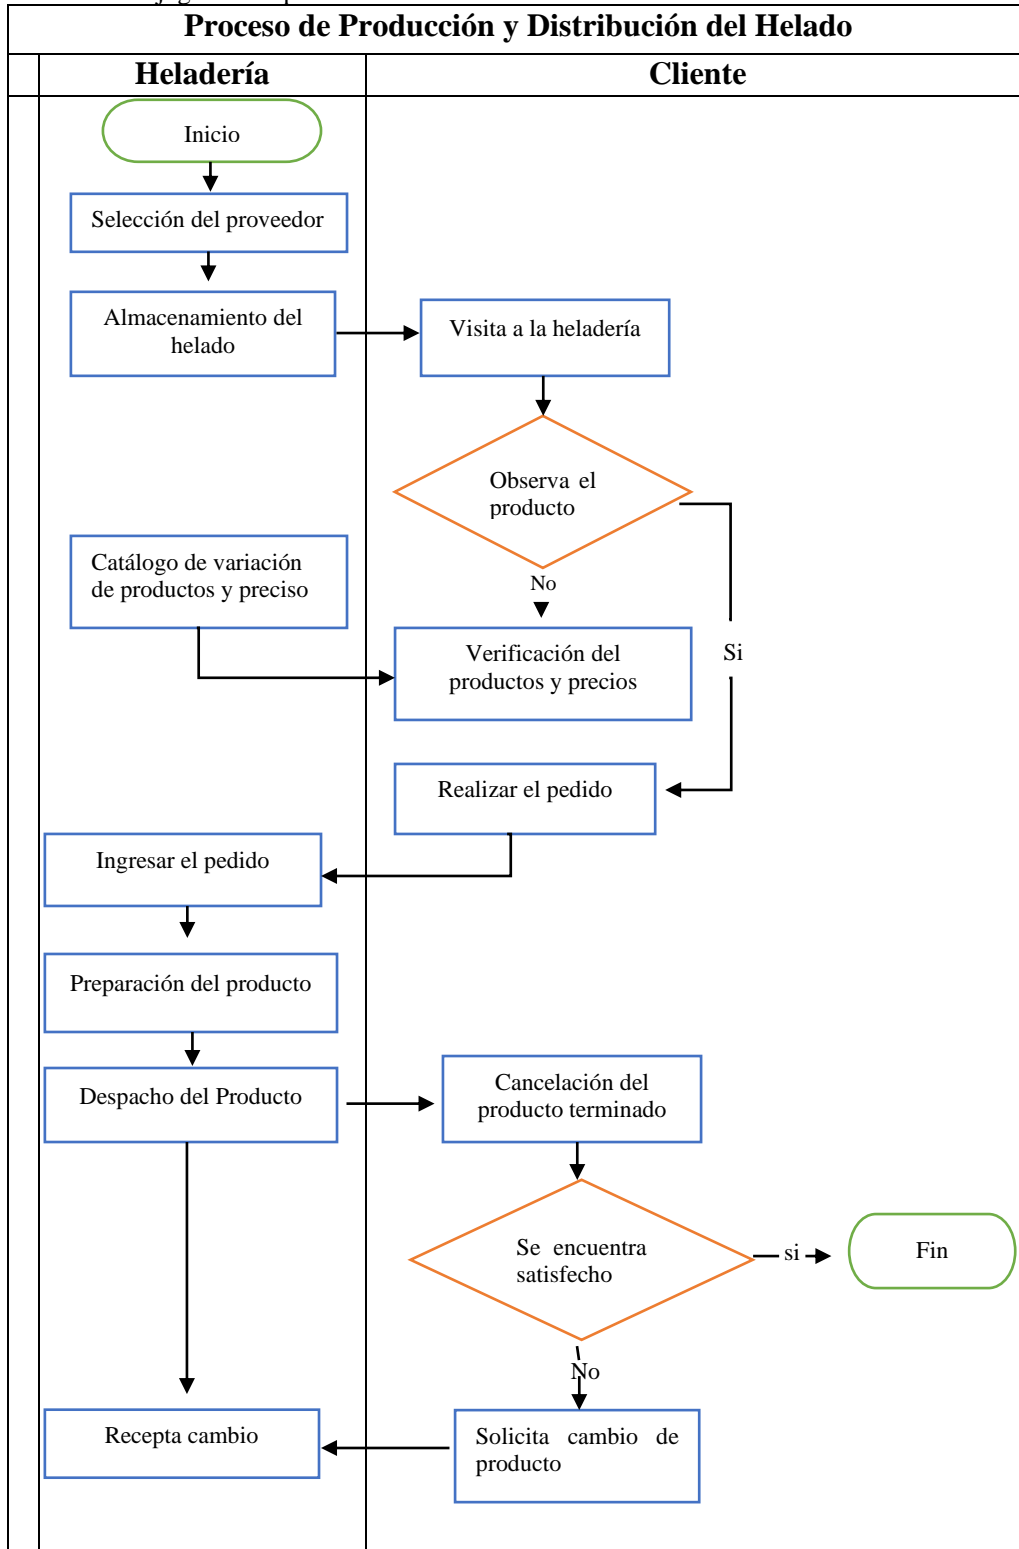 Proceso de Producción y Distribución del Helado
Heladería
Cliente
Inicio
Selección del proveedor
Almacenamiento del
helado
Visita a la heladería
Observa el
producto
Catálogo de variación
de productos y preciso
No
Verificación del
productos y precios
Si
Realizar el pedido
Ingresar el pedido
Preparación del producto
Despacho del Producto
Cancelación del
producto terminado
Se encuentra
satisfecho
si
Fin
No
Recepta cambio
Solicita cambio de
producto